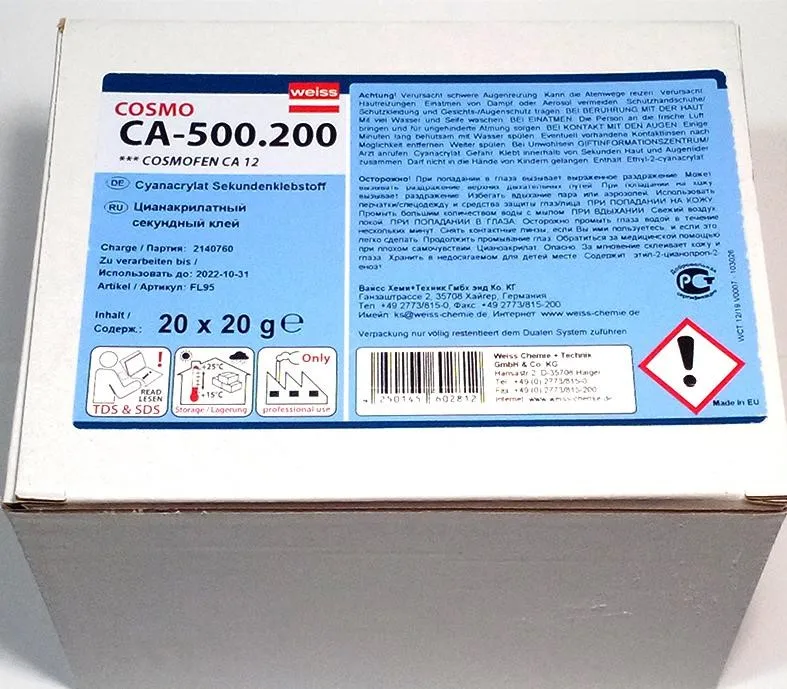 weiss
COSMO
CA-500.200
*** COSMOFEN CA 12
DE Cyanacrylat Sekundenklebstoff
RU Цианакрилатный
секундный клей
Charge / Партия: 2140760
Zu verarbeiten bis /
Использовать до: 2022-10-31
Artikel / Артикул: FL95
Inhalt /
Содерж.: 20 x 20 g ℮
READ
LESEN
TDS & SDS
+25°C
+15°C
Storage / Lagerung
Only
professional use
Achtung! Verursacht schwere Augenreizung. Kann die Atemwege reizen. Verursacht
Hautreizungen. Einatmen von Dampf oder Aerosol vermeiden. Schutzhandschuhe/
Schutzkleidung und Gesichts-/Augenschutz tragen. BEI BERÜHRUNG MIT DER HAUT
Mit viel Wasser und Seife waschen. BEI EINATMEN: Die Person an die frische Luft
bringen und für ungehinderte Atmung sorgen. BEI KONTAKT MIT DEN AUGEN: Einige
Minuten lang behutsam mit Wasser spülen. Eventuell vorhandene Kontaktlinsen nach
Möglichkeit entfernen. Weiter spülen. Bei Unwohlsein GIFTINFORMATIONSZENTRUM/
Arzt anrufen. Cyanacrylat. Gefahr. Klebt innerhalb von Sekunden Haut und Augenlider
zusammen. Darf nicht in die Hände von Kindern gelangen. Enthält: Ethyl-2-cyanacrylat
Осторожно! При попадании в глаза вызывает выраженное раздражение. Может
вызывать раздражение верхних дыхательных путей. При попадании на кожу
вызывает раздражение. Избегать вдыхание пара или аэрозолей. Использовать
перчатки/спецодежду и средства защиты глаз/лица. ПРИ ПОПАДАНИИ НА КОЖУ
Промыть большим количеством воды с мылом. ПРИ ВДЫХАНИИ: Свежий воздух,
покой. ПРИ ПОПАДАНИИ В ГЛАЗА: Осторожно промыть глаза водой в течение
нескольких минут. Снять контактные линзы, если Вы ими пользуетесь, и если это
легко сделать. Продолжить промывание глаз. Обратиться за медицинской помощью
при плохом самочувствии. Цианакрилат. Опасно. За мгновение склеивает кожу и
глаза. Хранить в недосягаемом для детей месте. Содержит этил-2-цианопроп-2-
еноат
Вайсс Хеми+Техник Гмбх энд Ко. КГ
Ганзаштрассе 2, 35708 Хайгер, Германия
Тел. +49 2773/815-0, Факс. +49 2773/815-200
Имейл: ks@weiss-chemie.de, Интернет: www.weiss-chemie.de
Verpackung nur völlig restentleert dem Dualen System zuführen
Добровольная
сертификация
WCT 12/19 V0007 - 103026
4 250145 602812
Weiss Chemie + Technik
GmbH & Co. KG
Hansastr. 2, D-35708 Haiger
Tel. +49 (0) 2773/815-0
Fax +49 (0) 2773/815-200
Internet: www.weiss-chemie.de
Made in EU